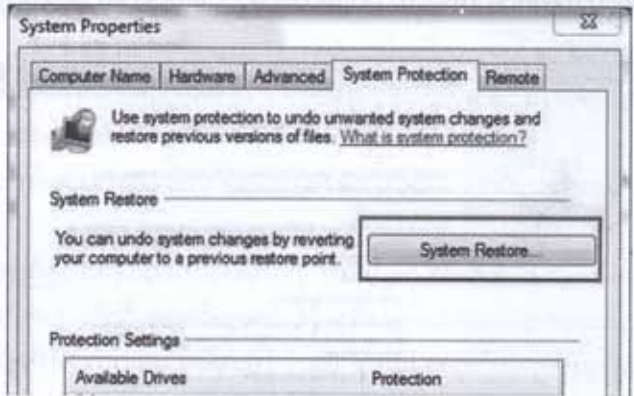 System Properties
Computer Name Hardware Advanced System Protection Remote
Use system protection to undo unwanted system changes and
restore previous versions of files. What is system protection?
System Restore
You can undo system changes by reverting
your computer to a previous restore point.
System Restore...
Protection Settings
Available Drives Protection